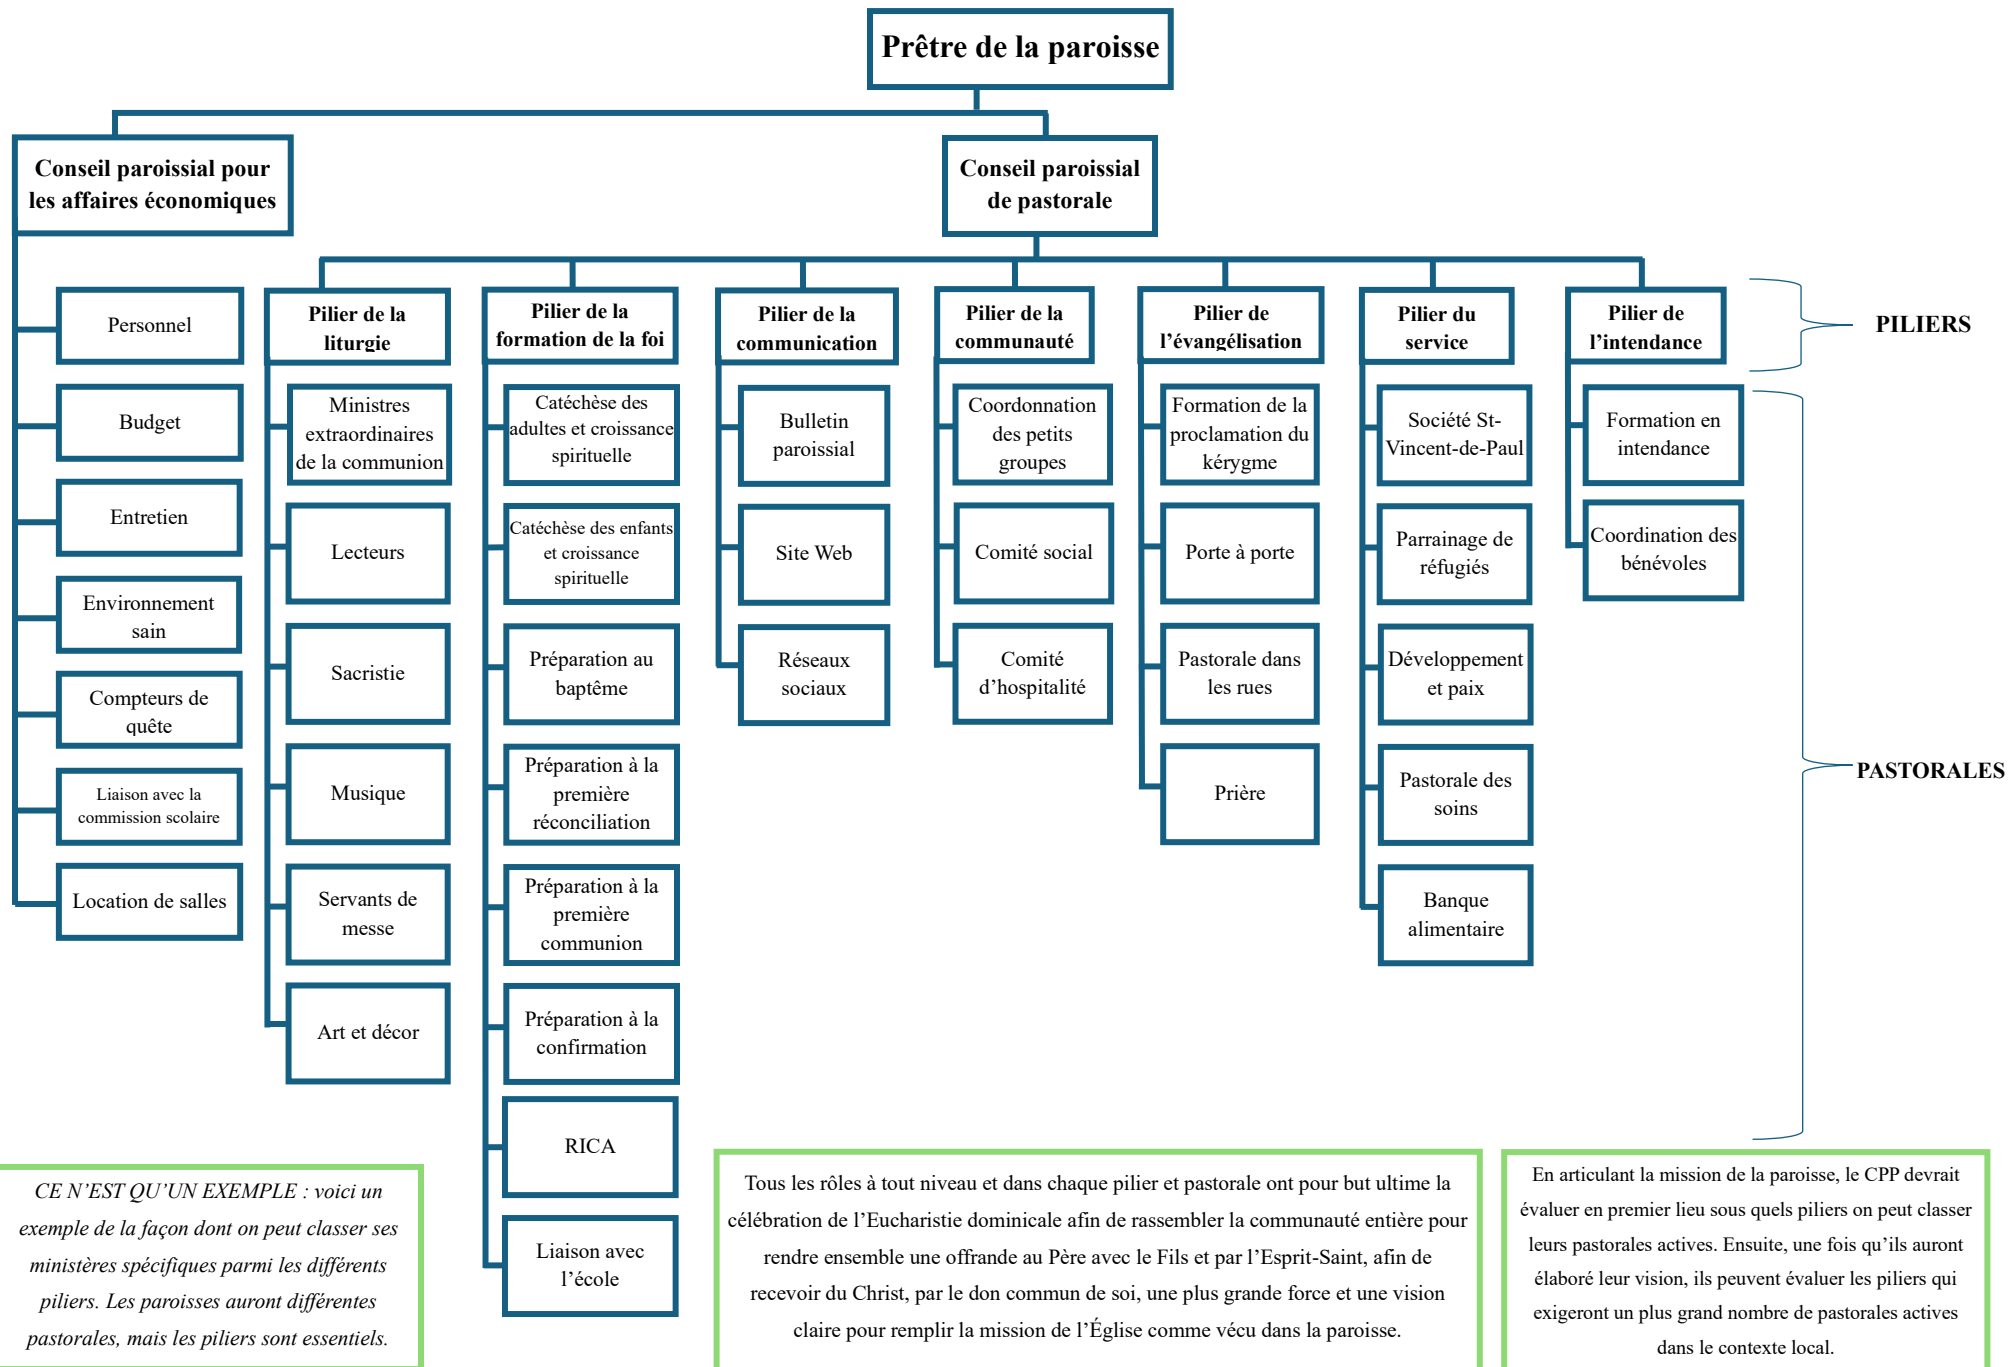 Prêtre de la paroisse
Conseil paroissial pour
les affaires économiques
Conseil paroissial
de pastorale
Personnel
Budget
Entretien
Environnement
sain
Compteurs de
quête
Liaison avec la
commission scolaire
Location de salles
Pilier de la
liturgie
Ministres
extraordinaires
de la communion
Lecteurs
Sacristie
Musique
Servants de
messe
Art et décor
Pilier de la
formation de la foi
Catéchèse des
adultes et croissance
spirituelle
Catéchèse des enfants
et croissance
spirituelle
Préparation au
baptême
Préparation à la
première
réconciliation
Préparation à la
première
communion
Préparation à la
confirmation
RICA
Liaison avec
l’école
Pilier de la
communication
Bulletin
paroissial
Site Web
Réseaux
sociaux
Pilier de la
communauté
Coordonnation
des petits
groupes
Comité social
Comité
d’hospitalité
Pilier de
l’évangélisation
Formation de la
proclamation du
kérygme
Porte à porte
Pastorale dans
les rues
Prière
Pilier du
service
Société St-
Vincent-de-Paul
Parrainage de
réfugiés
Développement
et paix
Pastorale des
soins
Banque
alimentaire
Pilier de
l’intendance
Formation en
intendance
Coordination des
bénévoles
PILIERS
PASTORALES
CE N’EST QU’UN EXEMPLE : voici un
exemple de la façon dont on peut classer ses
ministères spécifiques parmi les différents
piliers. Les paroisses auront différentes
pastorales, mais les piliers sont essentiels.
Tous les rôles à tout niveau et dans chaque pilier et pastorale ont pour but ultime la
célébration de l’Eucharistie dominicale afin de rassembler la communauté entière pour
rendre ensemble une offrande au Père avec le Fils et par l’Esprit-Saint, afin de
recevoir du Christ, par le don commun de soi, une plus grande force et une vision
claire pour remplir la mission de l’Église comme vécu dans la paroisse.
En articulant la mission de la paroisse, le CPP devrait
évaluer en premier lieu sous quels piliers on peut classer
leurs pastorales actives. Ensuite, une fois qu’ils auront
élaboré leur vision, ils peuvent évaluer les piliers qui
exigeront un plus grand nombre de pastorales actives
dans le contexte local.